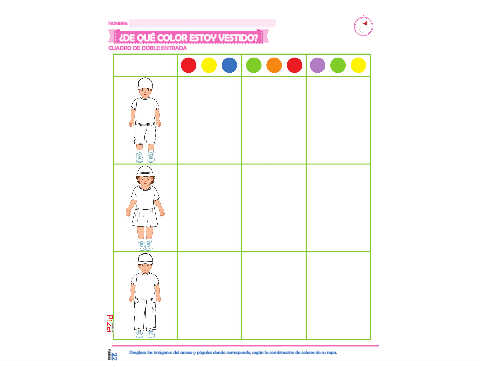 NOMBRE:
¿DE QUÉ COLOR ESTOY VESTIDO?
CUADRO DE DOBLE ENTRADA
Desplaza las imágenes del anexo y pégalas donde corresponda, según la combinación de colores de su ropa.